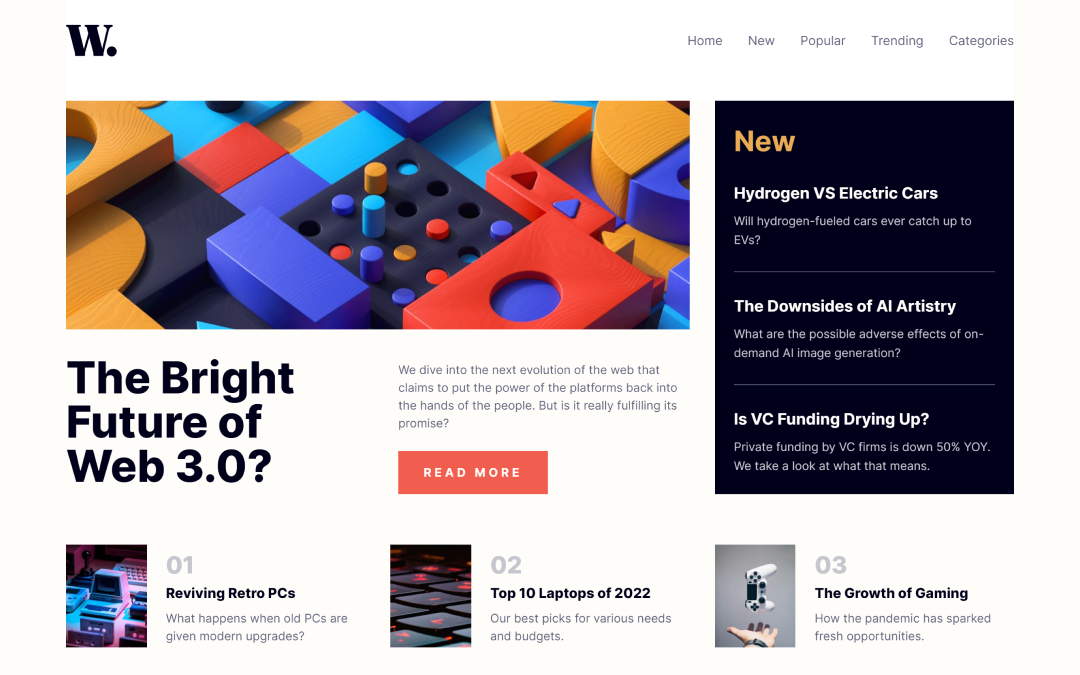 W.
Home New Popular Trending Categories
New
Hydrogen VS Electric Cars
Will hydrogen-fueled cars ever catch up to
EVs?
The Downsides of AI Artistry
What are the possible adverse effects of on-
demand AI image generation?
Is VC Funding Drying Up?
Private funding by VC firms is down 50% YOY.
We take a look at what that means.
The Bright
Future of
Web 3.0?
We dive into the next evolution of the web that
claims to put the power of the platforms back into
the hands of the people. But is it really fulfilling its
promise?
READ MORE
01
Reviving Retro PCs
What happens when old PCs are
given modern upgrades?
02
Top 10 Laptops of 2022
Our best picks for various needs
and budgets.
03
The Growth of Gaming
How the pandemic has sparked
fresh opportunities.